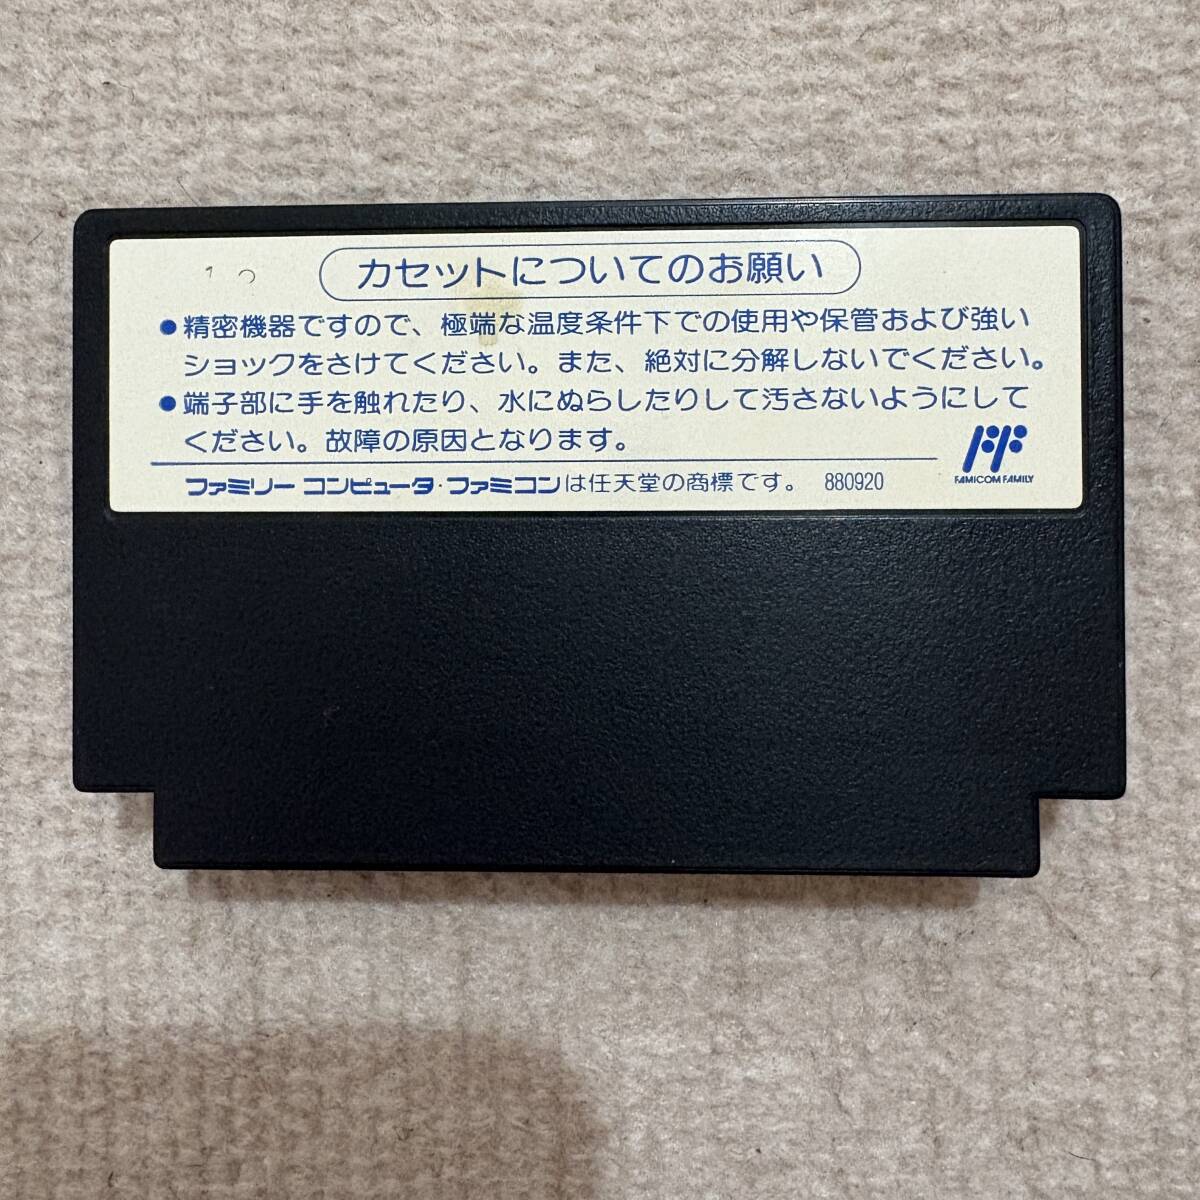 カセットについてのお願い
●精密機器ですので、極端な温度条件下での使用や保管および強い
ショックをさけてください。また、絶対に分解しないでください。
●端子部に手を触れたり、水にぬらしたりして汚さないようにして
ください。故障の原因となります。
FAMICOM FAMILY
ファミリー コンピュータ・ファミコンは任天堂の商標です。 880920